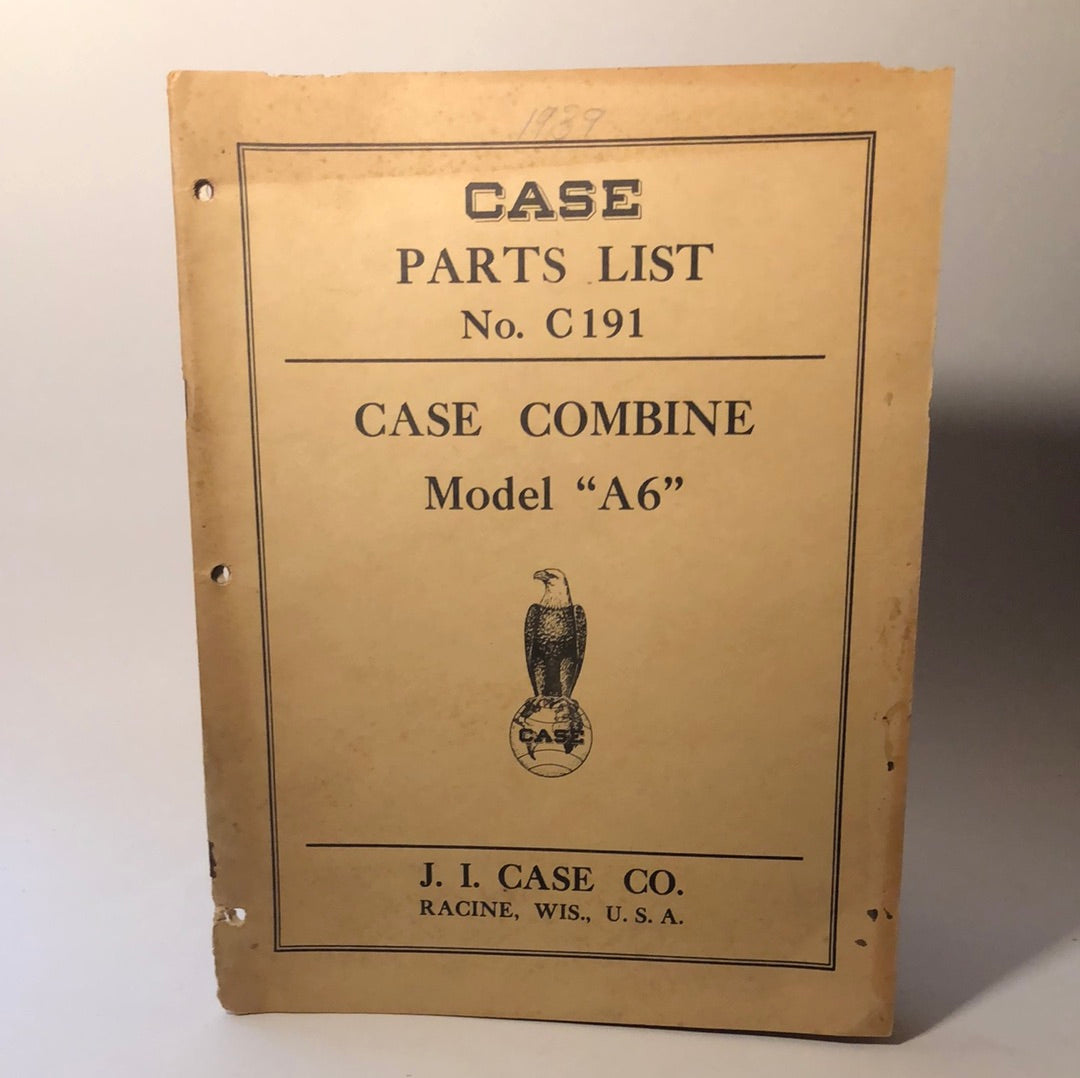 1939
CASE
PARTS LIST
No. C191
CASE COMBINE
Model “A6”
CASE
J. I. CASE CO.
RACINE, WIS., U. S. A.